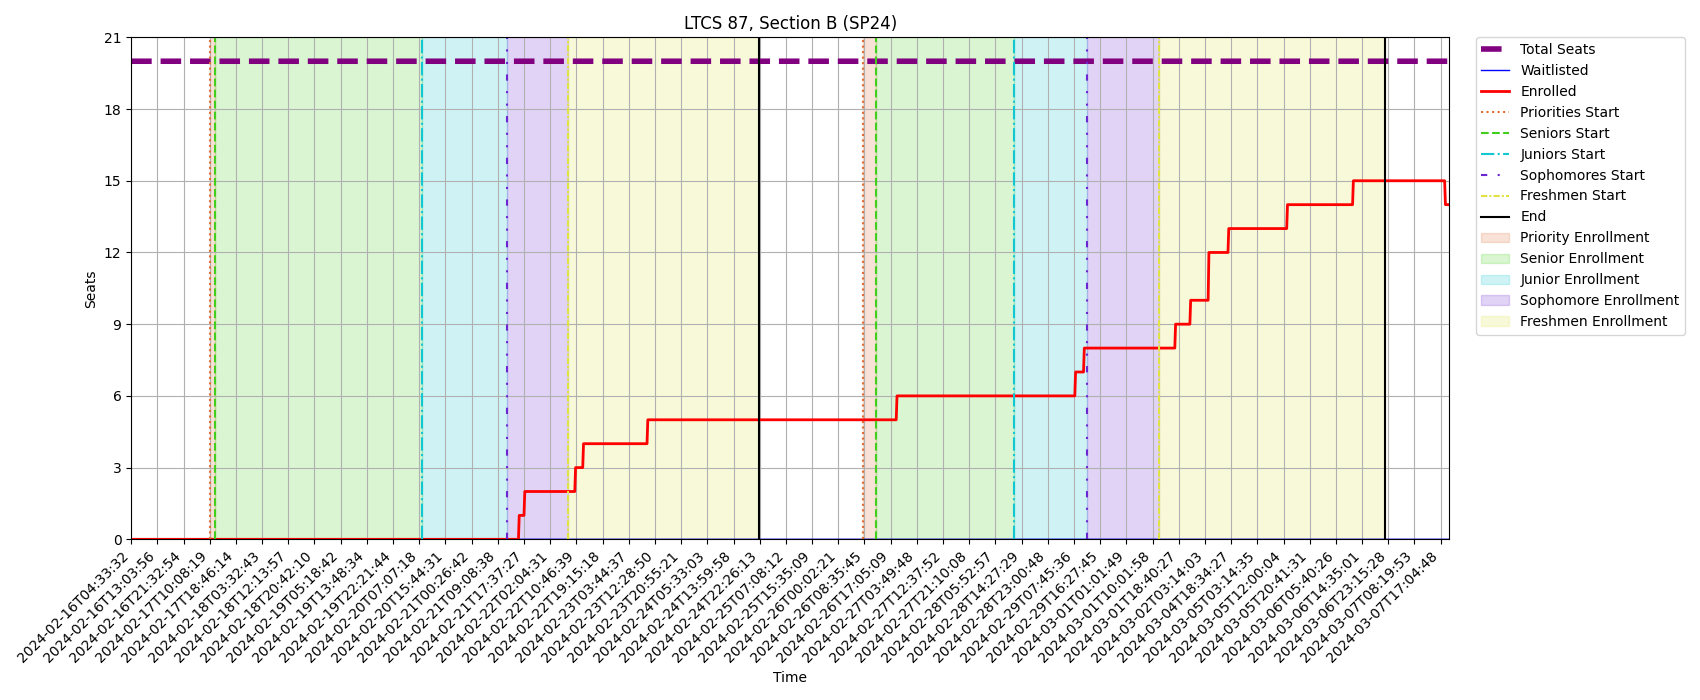 LTCS 87, Section B (SP24)
21
18
15
12
9
6
3
0
Seats
2024-02-16T04:33:32
2024-02-16T13:03:56
2024-02-16T21:32:54
2024-02-17T10:08:19
2024-02-17T18:46:14
2024-02-18T03:32:43
2024-02-18T12:13:57
2024-02-18T20:42:10
2024-02-19T05:18:42
2024-02-19T13:48:34
2024-02-19T22:21:44
2024-02-20T07:07:18
2024-02-20T15:44:31
2024-02-21T00:26:42
2024-02-21T09:08:38
2024-02-21T17:37:27
2024-02-22T02:04:31
2024-02-22T10:46:39
2024-02-22T19:15:18
2024-02-23T03:44:37
2024-02-23T12:28:50
2024-02-23T20:55:21
2024-02-24T05:33:03
2024-02-24T13:59:58
2024-02-24T22:26:13
2024-02-25T07:08:12
2024-02-25T15:35:09
2024-02-26T00:02:21
2024-02-26T08:35:45
2024-02-26T17:05:09
2024-02-27T03:49:48
2024-02-27T12:37:52
2024-02-27T21:10:08
2024-02-28T05:52:57
2024-02-28T14:27:29
2024-02-28T23:00:48
2024-02-29T07:45:36
2024-02-29T16:27:45
2024-03-01T01:01:49
2024-03-01T10:01:58
2024-03-01T18:40:27
2024-03-02T03:14:03
2024-03-04T18:34:27
2024-03-05T03:14:35
2024-03-05T12:00:04
2024-03-05T20:41:31
2024-03-06T05:40:26
2024-03-06T14:35:01
2024-03-06T23:15:28
2024-03-07T08:19:53
2024-03-07T17:04:48
Time
Total Seats
Waitlisted
Enrolled
Priorities Start
Seniors Start
Juniors Start
Sophomores Start
Freshmen Start
End
Priority Enrollment
Senior Enrollment
Junior Enrollment
Sophomore Enrollment
Freshmen Enrollment